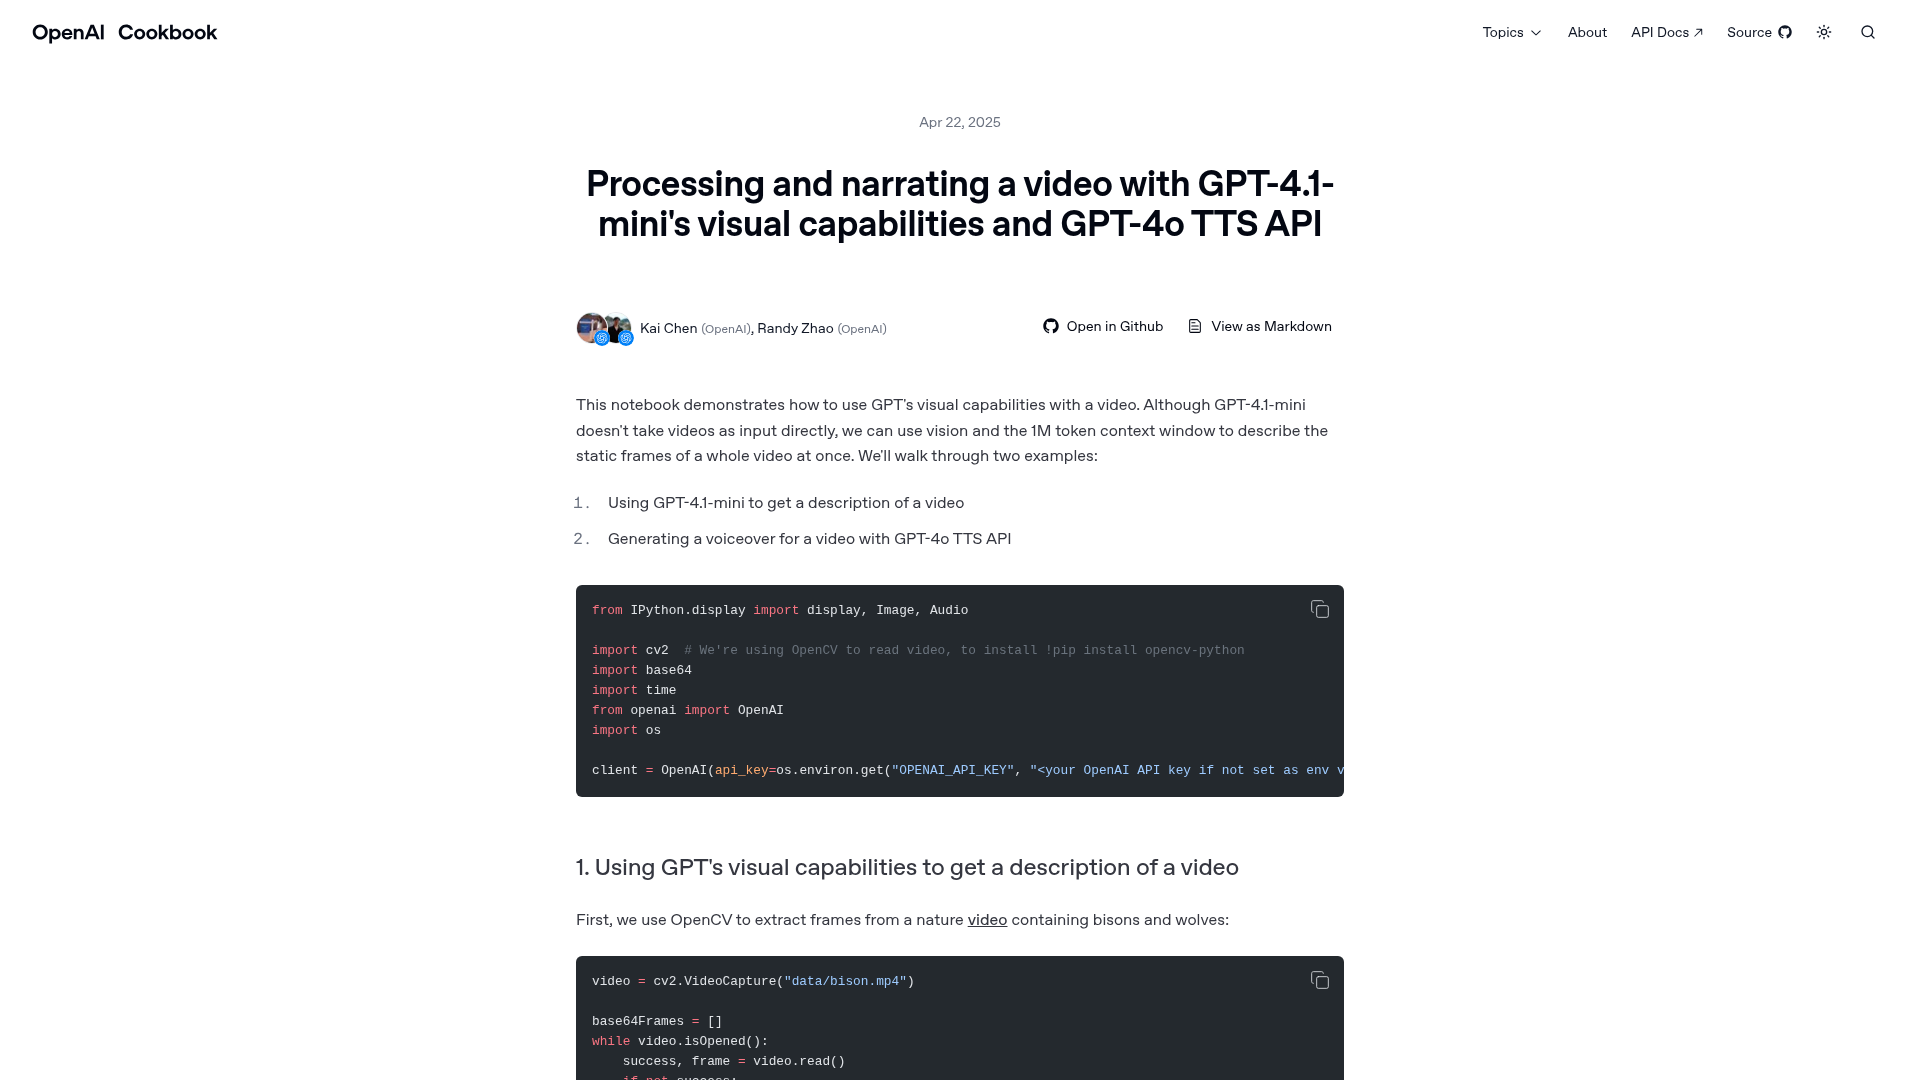 OpenAI Cookbook
Topics About API Docs ↗ Source
Apr 22, 2025
Processing and narrating a video with GPT-4.1-
mini's visual capabilities and GPT-4o TTS API
Kai Chen (OpenAI), Randy Zhao (OpenAI)
Open in Github View as Markdown
This notebook demonstrates how to use GPT's visual capabilities with a video. Although GPT-4.1-mini
doesn't take videos as input directly, we can use vision and the 1M token context window to describe the
static frames of a whole video at once. We'll walk through two examples:
1. Using GPT-4.1-mini to get a description of a video
2. Generating a voiceover for a video with GPT-4o TTS API
from IPython.display import display, Image, Audio
import cv2  # We're using OpenCV to read video, to install !pip install opencv-python
import base64
import time
from openai import OpenAI
import os
client = OpenAI(api_key=os.environ.get("OPENAI_API_KEY", "<your OpenAI API key if not set as env v
1. Using GPT's visual capabilities to get a description of a video
First, we use OpenCV to extract frames from a nature video containing bisons and wolves:
video = cv2.VideoCapture("data/bison.mp4")
base64Frames = []
while video.isOpened():
    success, frame = video.read()
    if not success: